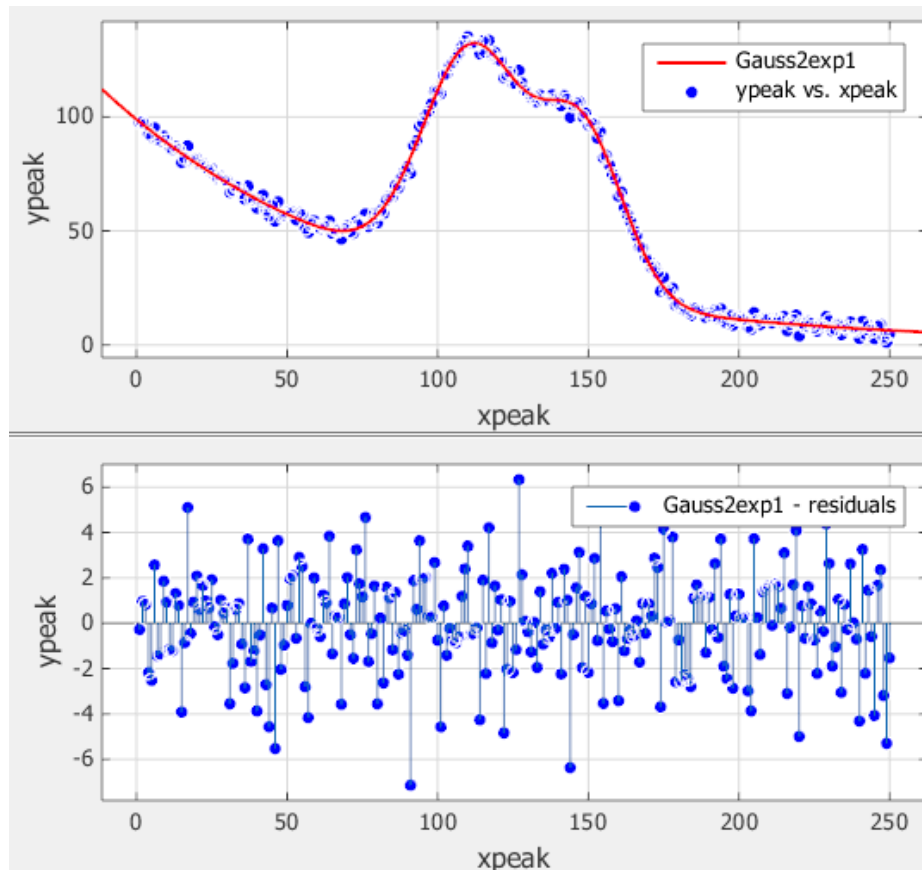 Gauss2exp1
ypeak vs. xpeak
ypeak
100
50
0
0 50 100 150 200 250
xpeak
Gauss2exp1 - residuals
ypeak
6
4
2
0
-2
-4
-6
0 50 100 150 200 250
xpeak